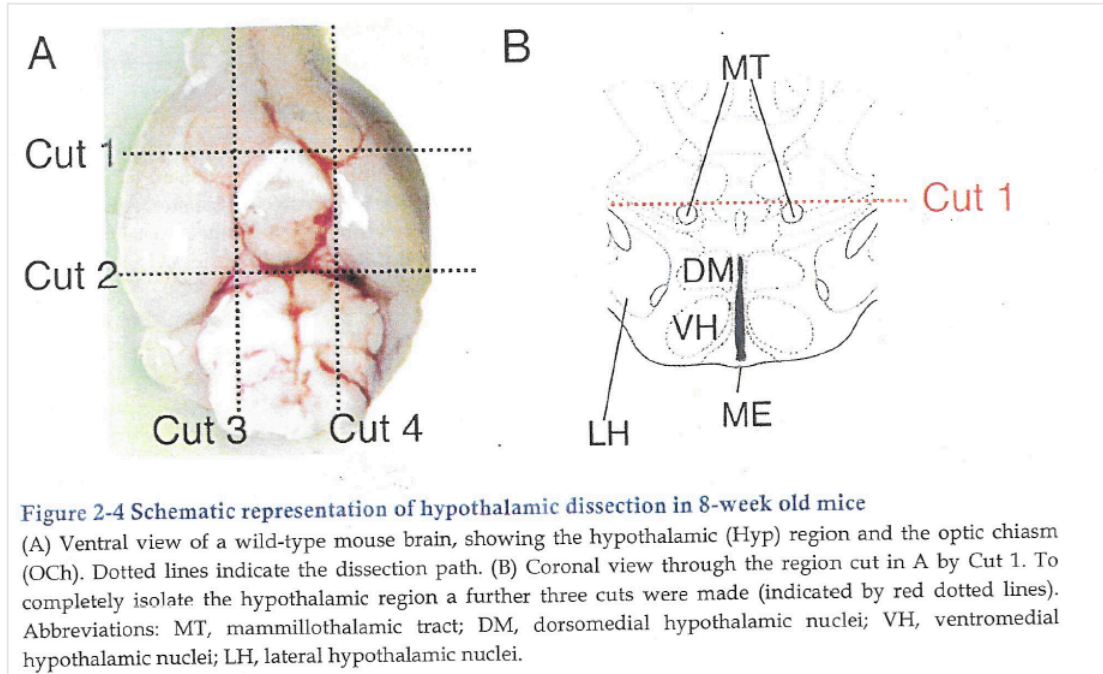 A
B
MT
Cut 1
Cut 1
Cut 2
DM
VH
Cut 3
Cut 4
LH
ME
Figure 2-4 Schematic representation of hypothalamic dissection in 8-week old mice
(A) Ventral view of a wild-type mouse brain, showing the hypothalamic (Hyp) region and the optic chiasm
(OCh). Dotted lines indicate the dissection path. (B) Coronal view through the region cut in A by Cut 1. To
completely isolate the hypothalamic region a further three cuts were made (indicated by red dotted lines).
Abbreviations: MT, mammillothalamic tract; DM, dorsomedial hypothalamic nuclei; VH, ventromedial
hypothalamic nuclei; LH, lateral hypothalamic nuclei.